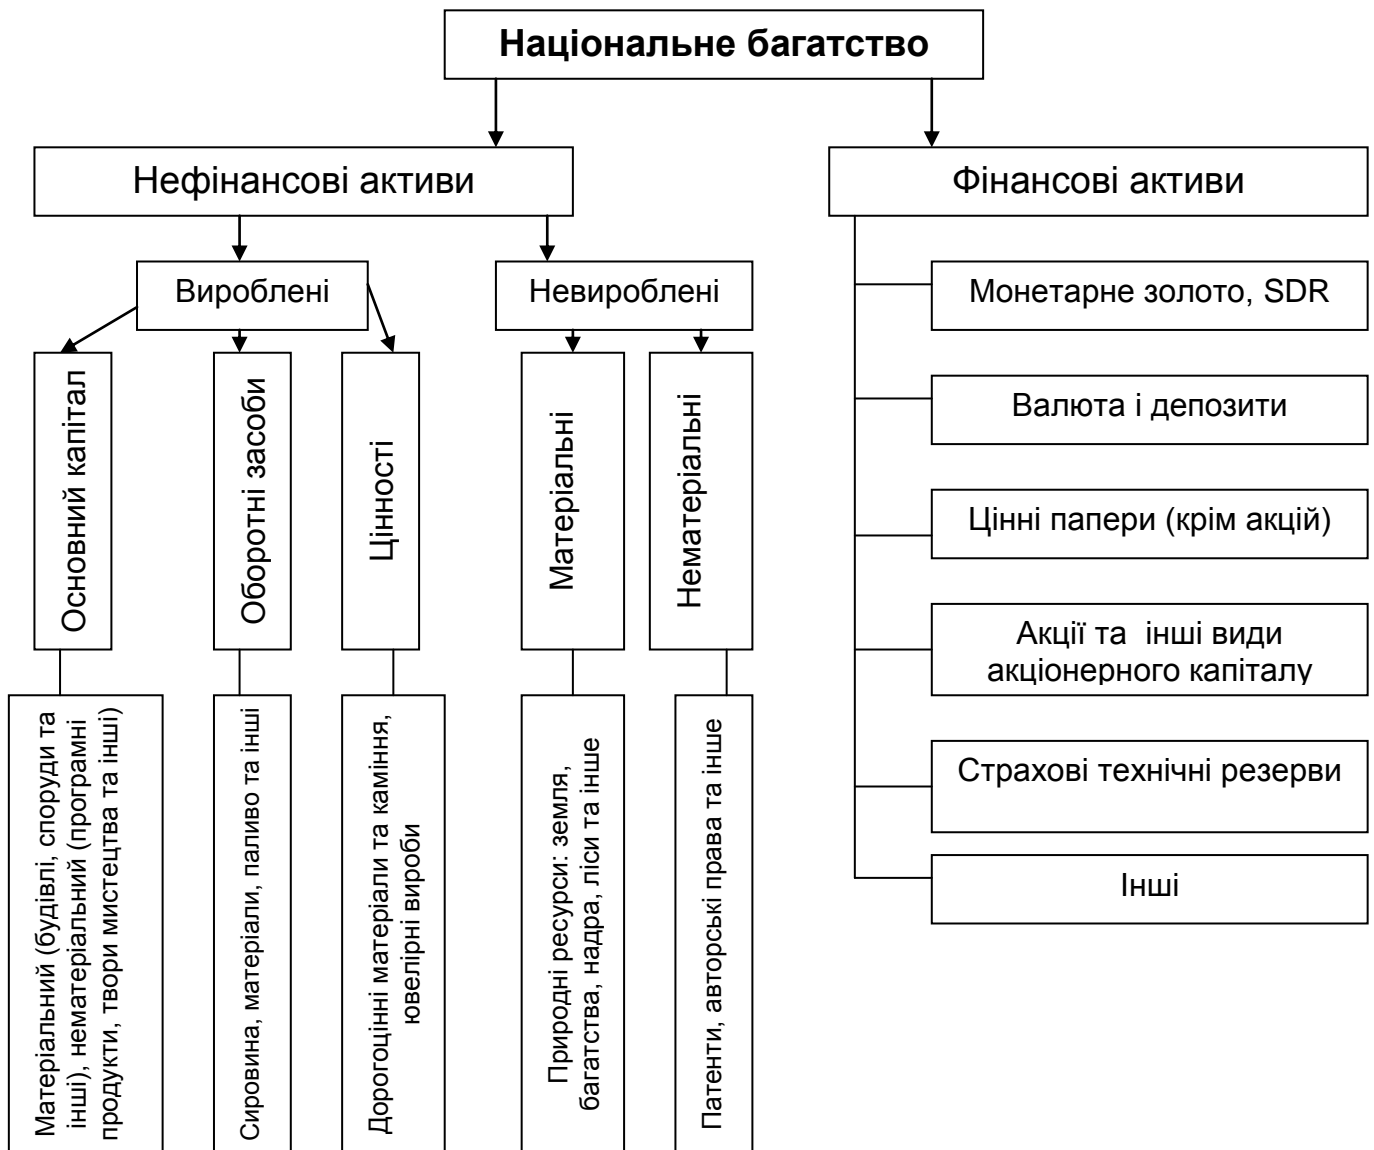 Національне багатство
Нефінансові активи
Фінансові активи
Вироблені
Невироблені
Основний капітал
Оборотні засоби
Цінності
Матеріальні
Нематеріальні
Матеріальний (будівлі, споруди та
інші), нематеріальний (програмні
продукти, твори мистецтва та інші)
Сировина, матеріали, паливо та інші
Дорогоцінні матеріали та каміння,
ювелірні вироби
Природні ресурси: земля,
багатства, надра, ліси та інше
Патенти, авторські права та інше
Монетарне золото, SDR
Валюта і депозити
Цінні папери (крім акцій)
Акції та інші види
акціонерного капіталу
Страхові технічні резерви
Інші